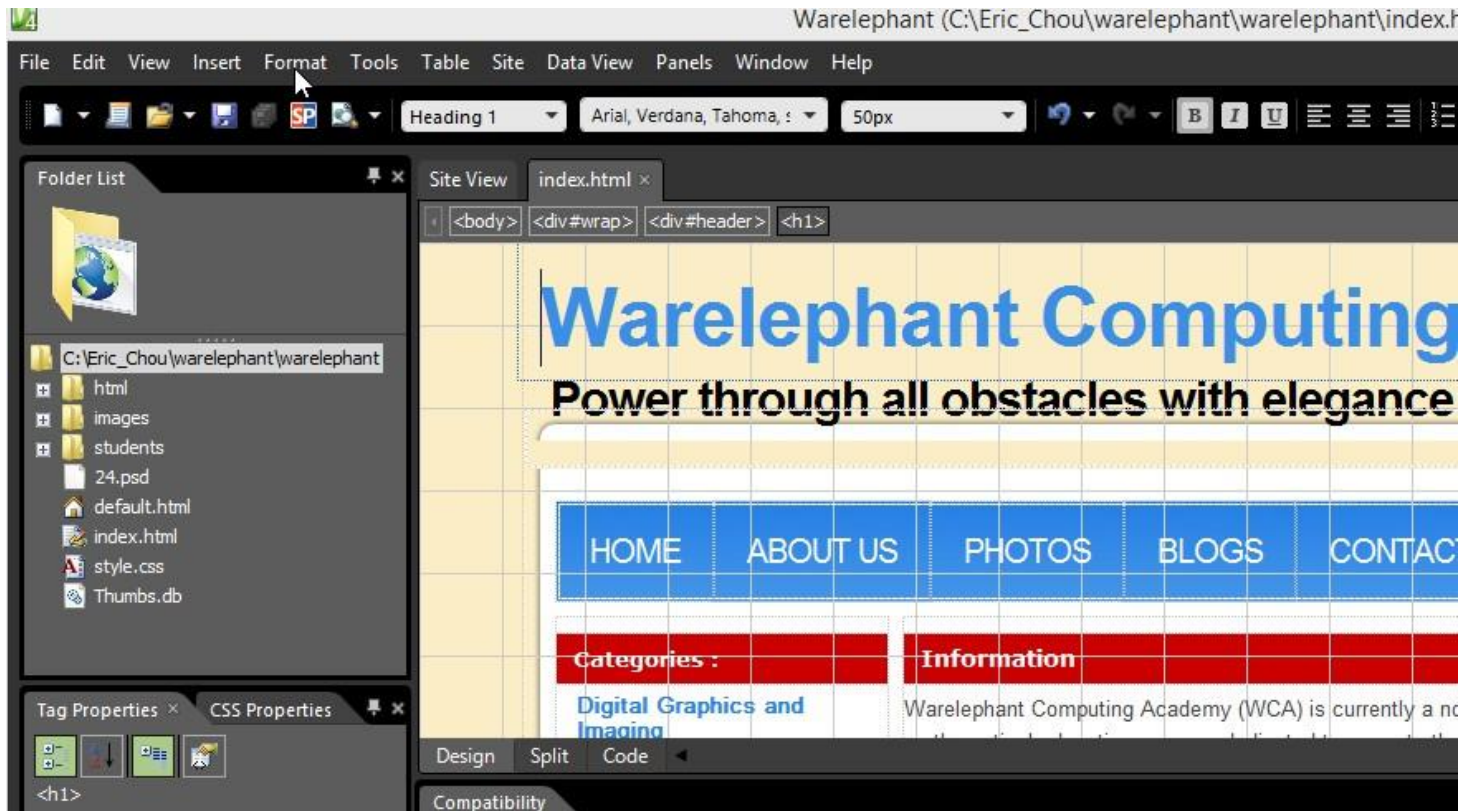 Warelephant (C:\Eric_Chou\warelephant\warelephant\index.h
File Edit View Insert Format Tools Table Site Data View Panels Window Help
SP Heading 1 Arial, Verdana, Tahoma, s 50px B I U
Folder List
Site View index.html ×
<body> <div#wrap> <div#header> <h1>
Warelephant Computing
Power through all obstacles with elegance
C:\Eric_Chou\warelephant\warelephant
html
images
students
24.psd
default.html
index.html
style.css
Thumbs.db
HOME ABOUT US PHOTOS BLOGS CONTACT
Categories :
Information
Digital Graphics and
Imaging
Warelephant Computing Academy (WCA) is currently a no
Tag Properties × CSS Properties
<h1>
Design Split Code
Compatibility